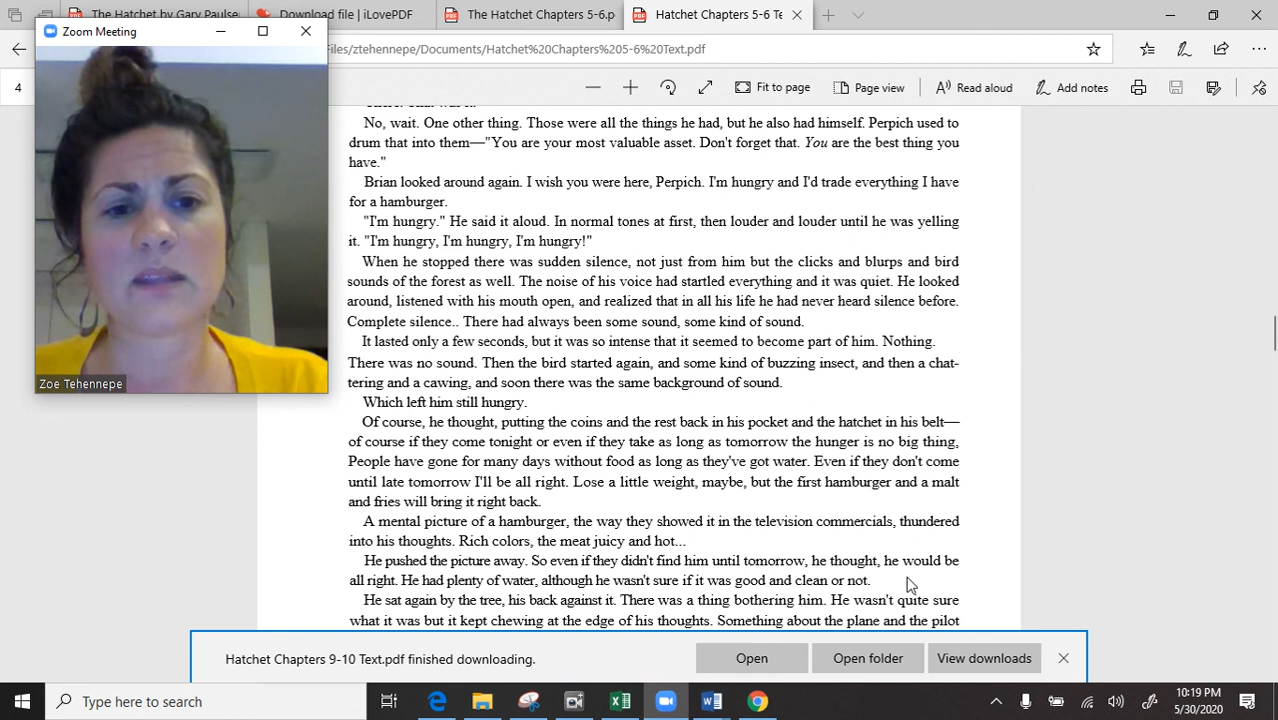 The Hatchet by Gary Paulse
Download file | iLovePDF
The Hatchet Chapters 5-6.p
Hatchet Chapters 5-6 Te
Zoom Meeting
Files/ztehennepe/Documents/Hatchet%20Chapters%205-6%20Text.pdf
4
Fit to page
Page view
Read aloud
Add notes
No, wait. One other thing. Those were all the things he had, but he also had himself. Perpich used to
drum that into them—"You are your most valuable asset. Don't forget that. You are the best thing you
have."
Brian looked around again. I wish you were here, Perpich. I'm hungry and I'd trade everything I have
for a hamburger.
"I'm hungry." He said it aloud. In normal tones at first, then louder and louder until he was yelling
it. "I'm hungry, I'm hungry, I'm hungry!"
When he stopped there was sudden silence, not just from him but the clicks and blurps and bird
sounds of the forest as well. The noise of his voice had startled everything and it was quiet. He looked
around, listened with his mouth open, and realized that in all his life he had never heard silence before.
Complete silence.. There had always been some sound, some kind of sound.
It lasted only a few seconds, but it was so intense that it seemed to become part of him. Nothing.
There was no sound. Then the bird started again, and some kind of buzzing insect, and then a chat-
tering and a cawing, and soon there was the same background of sound.
Which left him still hungry.
Of course, he thought, putting the coins and the rest back in his pocket and the hatchet in his belt—
of course if they come tonight or even if they take as long as tomorrow the hunger is no big thing,
People have gone for many days without food as long as they've got water. Even if they don't come
until late tomorrow I'll be all right. Lose a little weight, maybe, but the first hamburger and a malt
and fries will bring it right back.
A mental picture of a hamburger, the way they showed it in the television commercials, thundered
into his thoughts. Rich colors, the meat juicy and hot...
He pushed the picture away. So even if they didn't find him until tomorrow, he thought, he would be
all right. He had plenty of water, although he wasn't sure if it was good and clean or not.
He sat again by the tree, his back against it. There was a thing bothering him. He wasn't quite sure
what it was but it kept chewing at the edge of his thoughts. Something about the plane and the pilot
Zoe Tehennepe
Hatchet Chapters 9-10 Text.pdf finished downloading.
Open
Open folder
View downloads
Type here to search
10:19 PM
5/30/2020